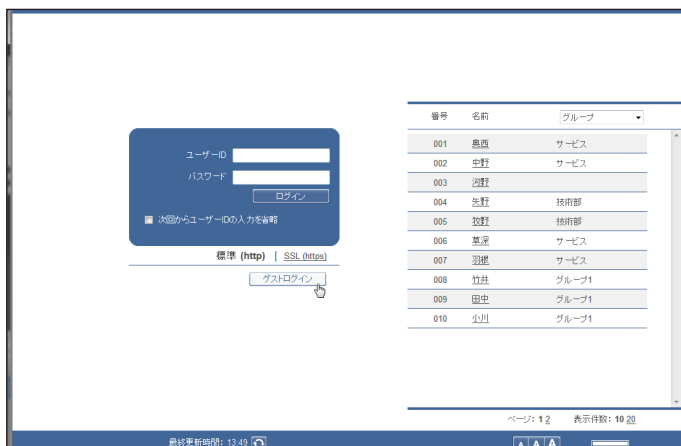 ユーザーID
パスワード
ログイン
次回からユーザーIDの入力を省略
標準 (http) | SSL (https)
ゲストログイン
番号 名前 グループ
001 奥西 サービス
002 中野 サービス
003 河野
004 矢野 技術部
005 牧野 技術部
006 草深 サービス
007 羽根 サービス
008 竹井 グループ1
009 田中 グループ1
010 小川 グループ1
ページ: 1 2 表示件数: 10 20
最終更新時間: 13:49
A A A